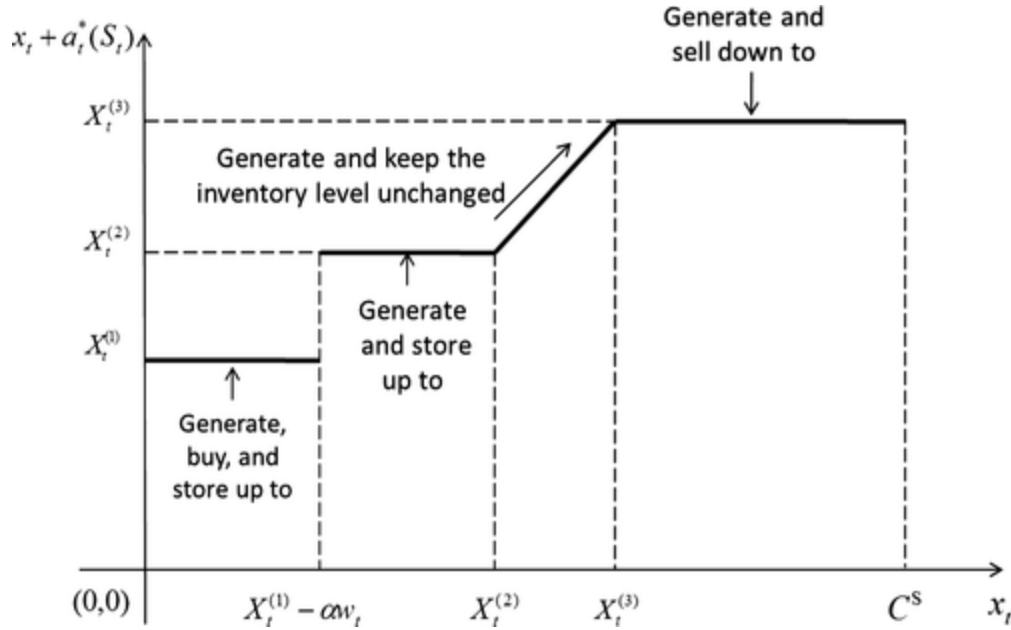 Generate and
sell down to
x_t + a_t^*(S_t)
X_t^{(3)}
Generate and keep the
inventory level unchanged
X_t^{(2)}
Generate
and store
up to
X_t^{(1)}
Generate,
buy, and
store up to
(0,0)
X_t^{(1)} − αw_t
X_t^{(2)}
X_t^{(3)}
C^S
x_t